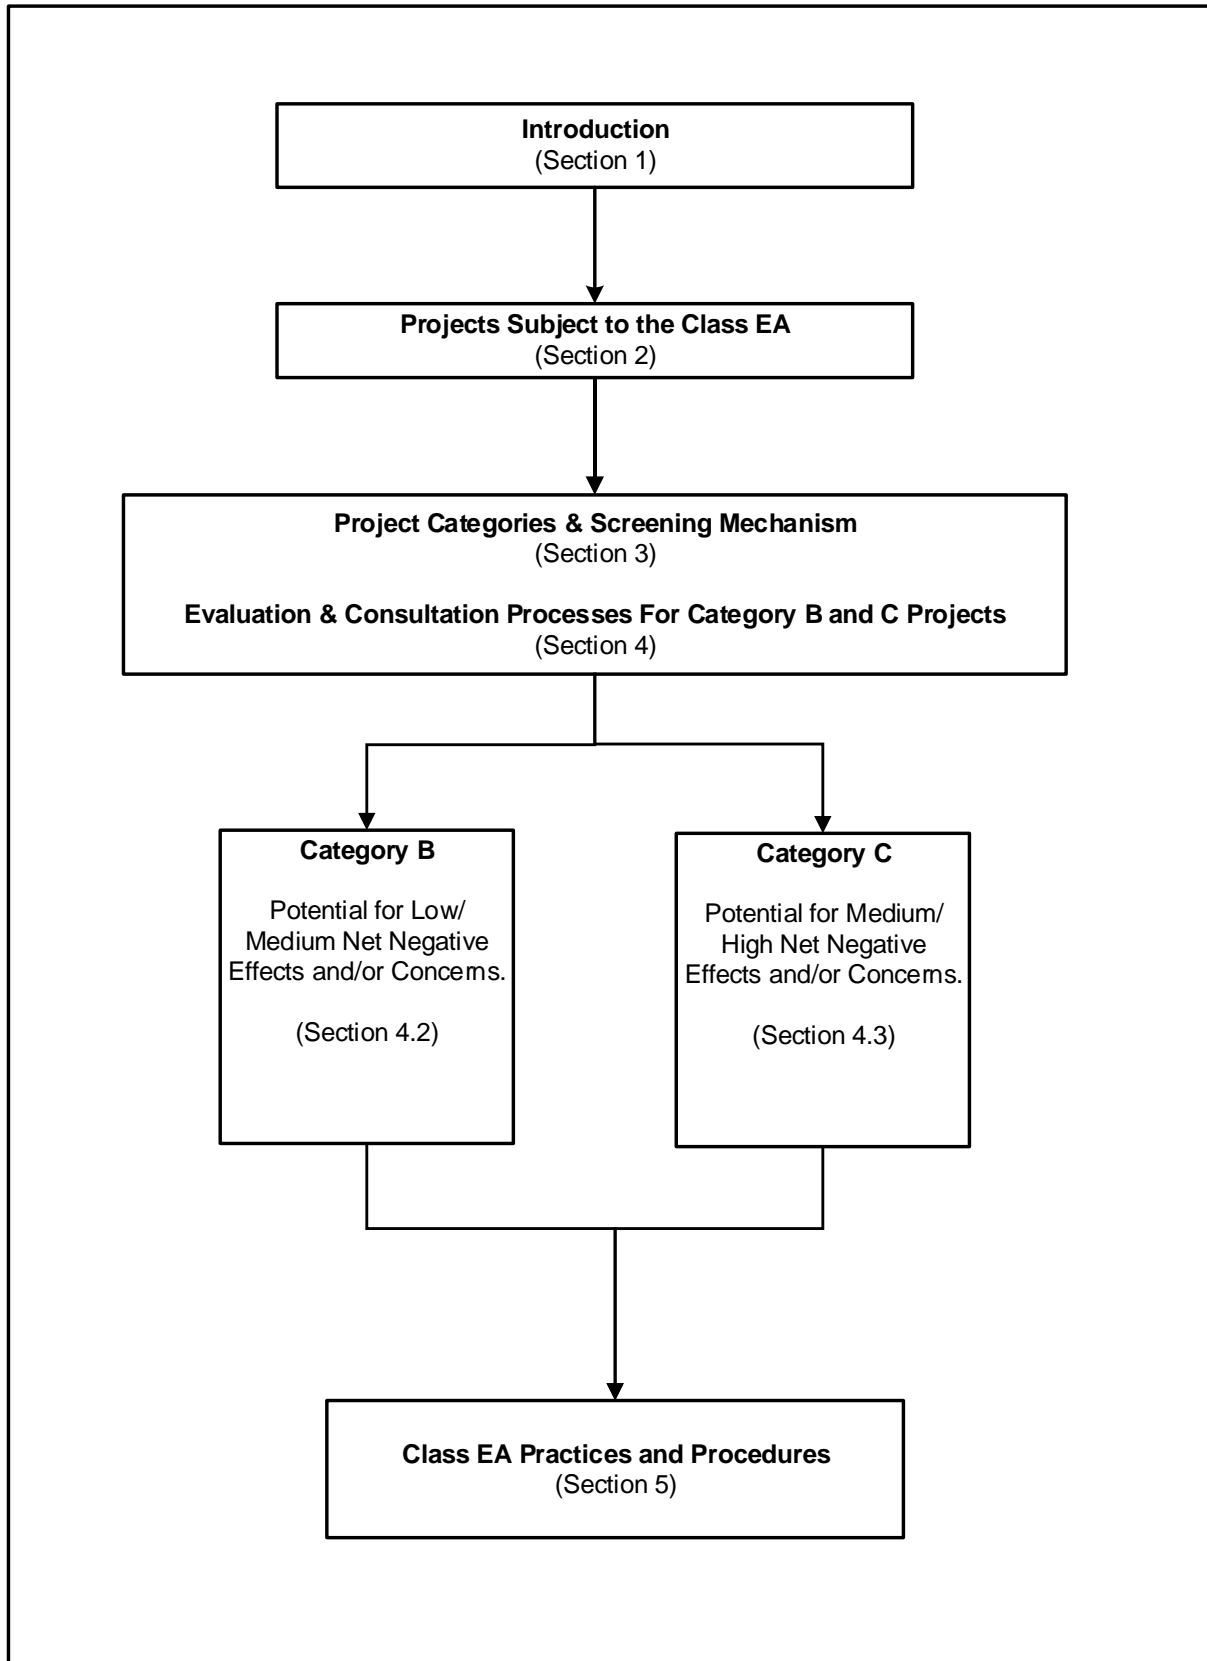 Introduction
(Section 1)
Projects Subject to the Class EA
(Section 2)
Project Categories & Screening Mechanism
(Section 3)
Evaluation & Consultation Processes For Category B and C Projects
(Section 4)
Category B
Potential for Low/
Medium Net Negative
Effects and/or Concerns.
(Section 4.2)
Category C
Potential for Medium/
High Net Negative
Effects and/or Concerns.
(Section 4.3)
Class EA Practices and Procedures
(Section 5)